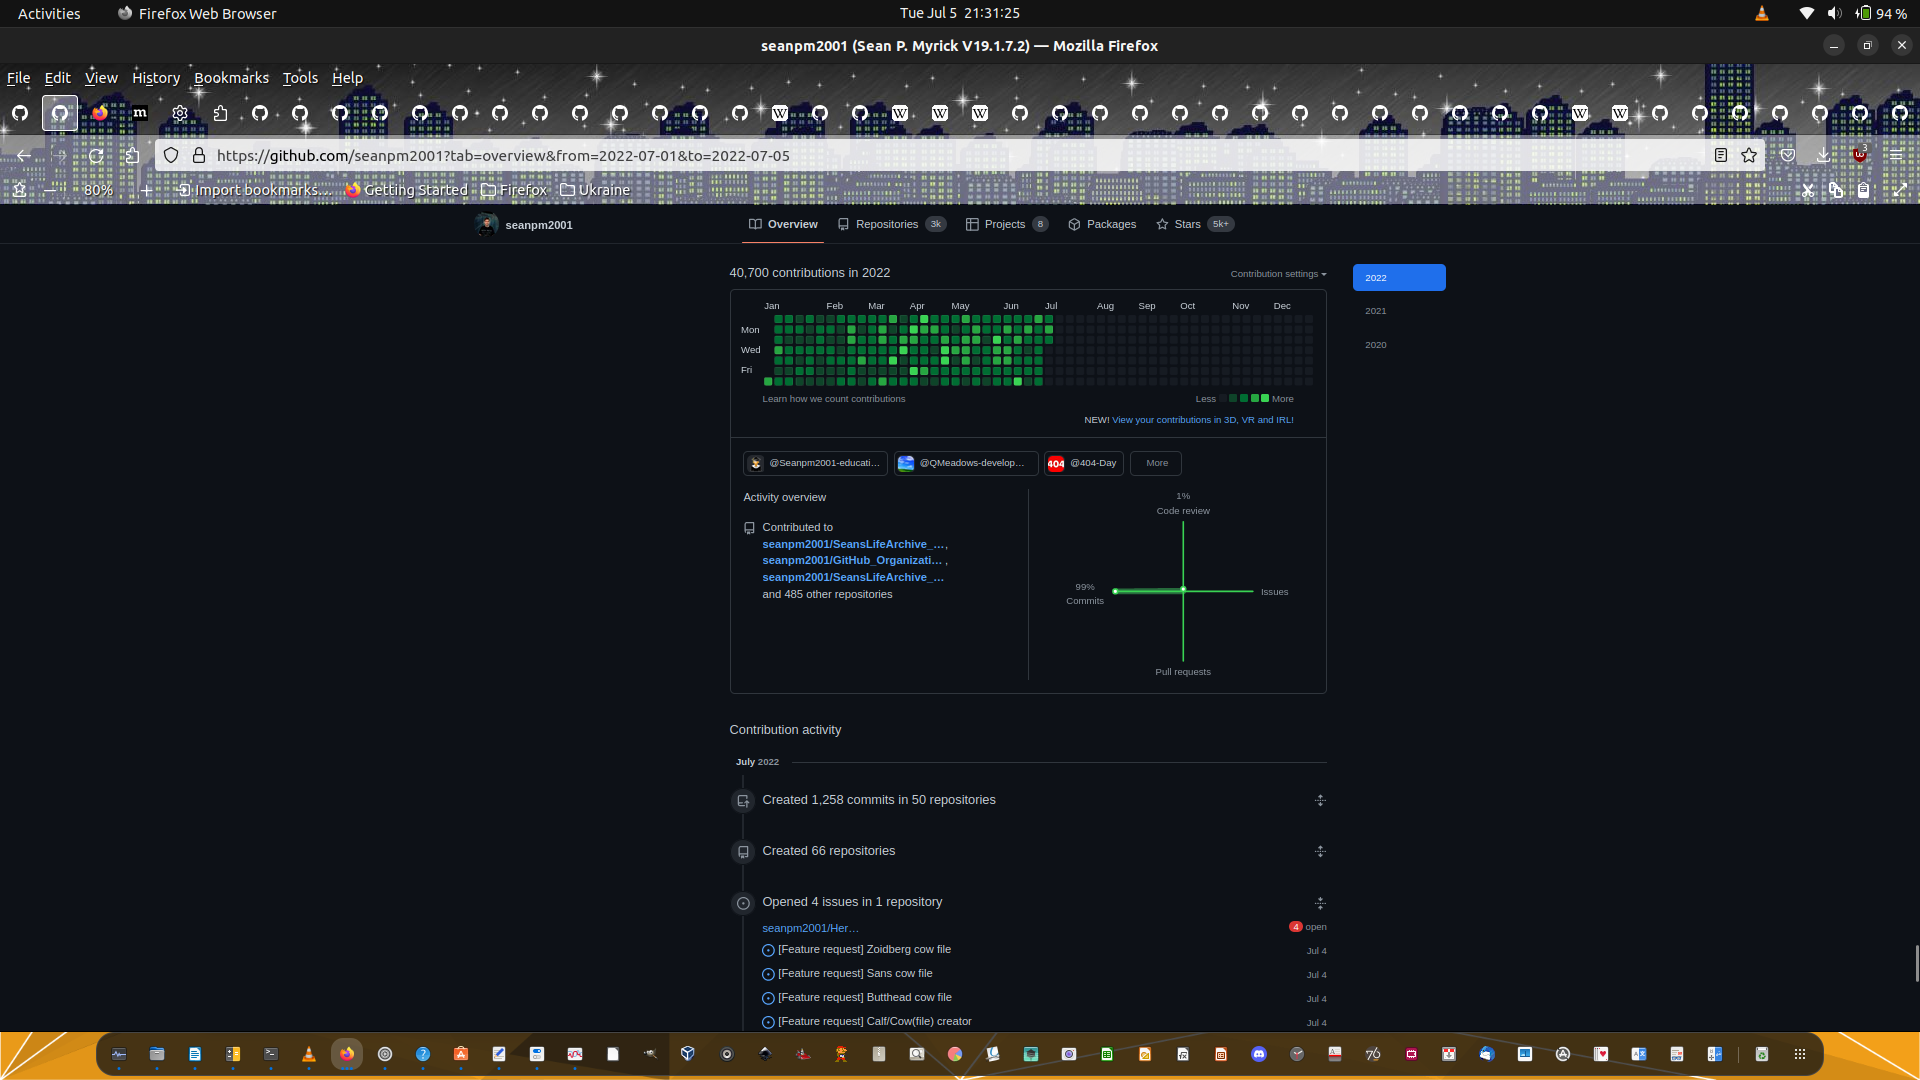 Activities
Firefox Web Browser
Tue Jul 5 21:31:25
94 %
seanpm2001 (Sean P. Myrick V19.1.7.2) — Mozilla Firefox
File Edit View History Bookmarks Tools Help
m
https://github.com/seanpm2001?tab=overview&from=2022-07-01&to=2022-07-05
3
80%
Import bookmarks...
Getting Started
Firefox
Ukraine
seanpm2001
Overview
Repositories 3k
Projects 8
Packages
Stars 5k+
40,700 contributions in 2022
Contribution settings
2022
2021
2020
Jan Feb Mar Apr May Jun Jul Aug Sep Oct Nov Dec
Mon
Wed
Fri
Learn how we count contributions
Less More
NEW! View your contributions in 3D, VR and IRL!
@Seanpm2001-educati...
@QMeadows-develop...
404 @404-Day
More
Activity overview
Contributed to
seanpm2001/SeansLifeArchive_...,
seanpm2001/GitHub_Organizati... ,
seanpm2001/SeansLifeArchive_...
and 485 other repositories
1%
Code review
99%
Commits
Issues
Pull requests
Contribution activity
July 2022
Created 1,258 commits in 50 repositories
Created 66 repositories
Opened 4 issues in 1 repository
seanpm2001/Her...
4 open
[Feature request] Zoidberg cow file
Jul 4
[Feature request] Sans cow file
Jul 4
[Feature request] Butthead cow file
Jul 4
[Feature request] Calf/Cow(file) creator
Jul 4